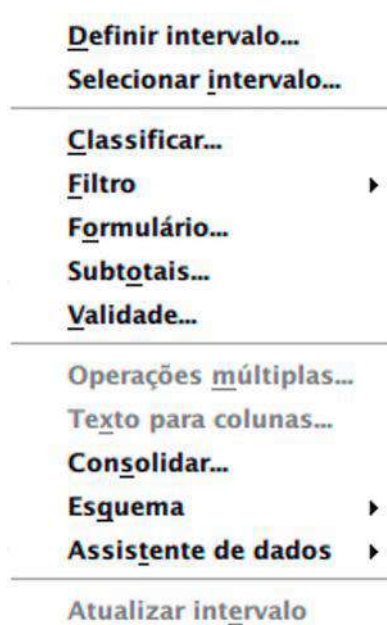 Definir intervalo...
Selecionar intervalo...
Classificar...
Filtro
Formulário...
Subtotais...
Validade...
Operações múltiplas...
Texto para colunas...
Consolidar...
Esquema
Assistente de dados
Atualizar intervalo